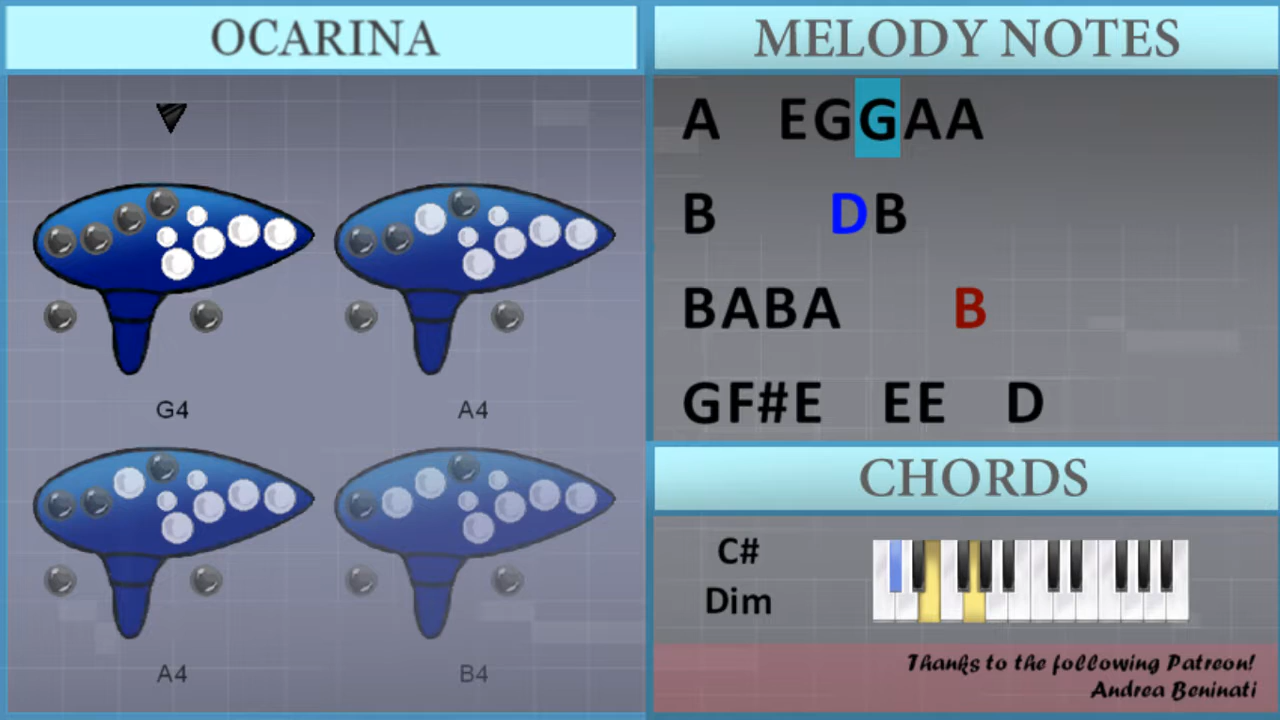 OCARINA
G4
A4
A4
B4
MELODY NOTES
A EGGAA
B DB
BABA B
GF#E EE D
CHORDS
C#
Dim
Thanks to the following Patreon!
Andrea Beninati